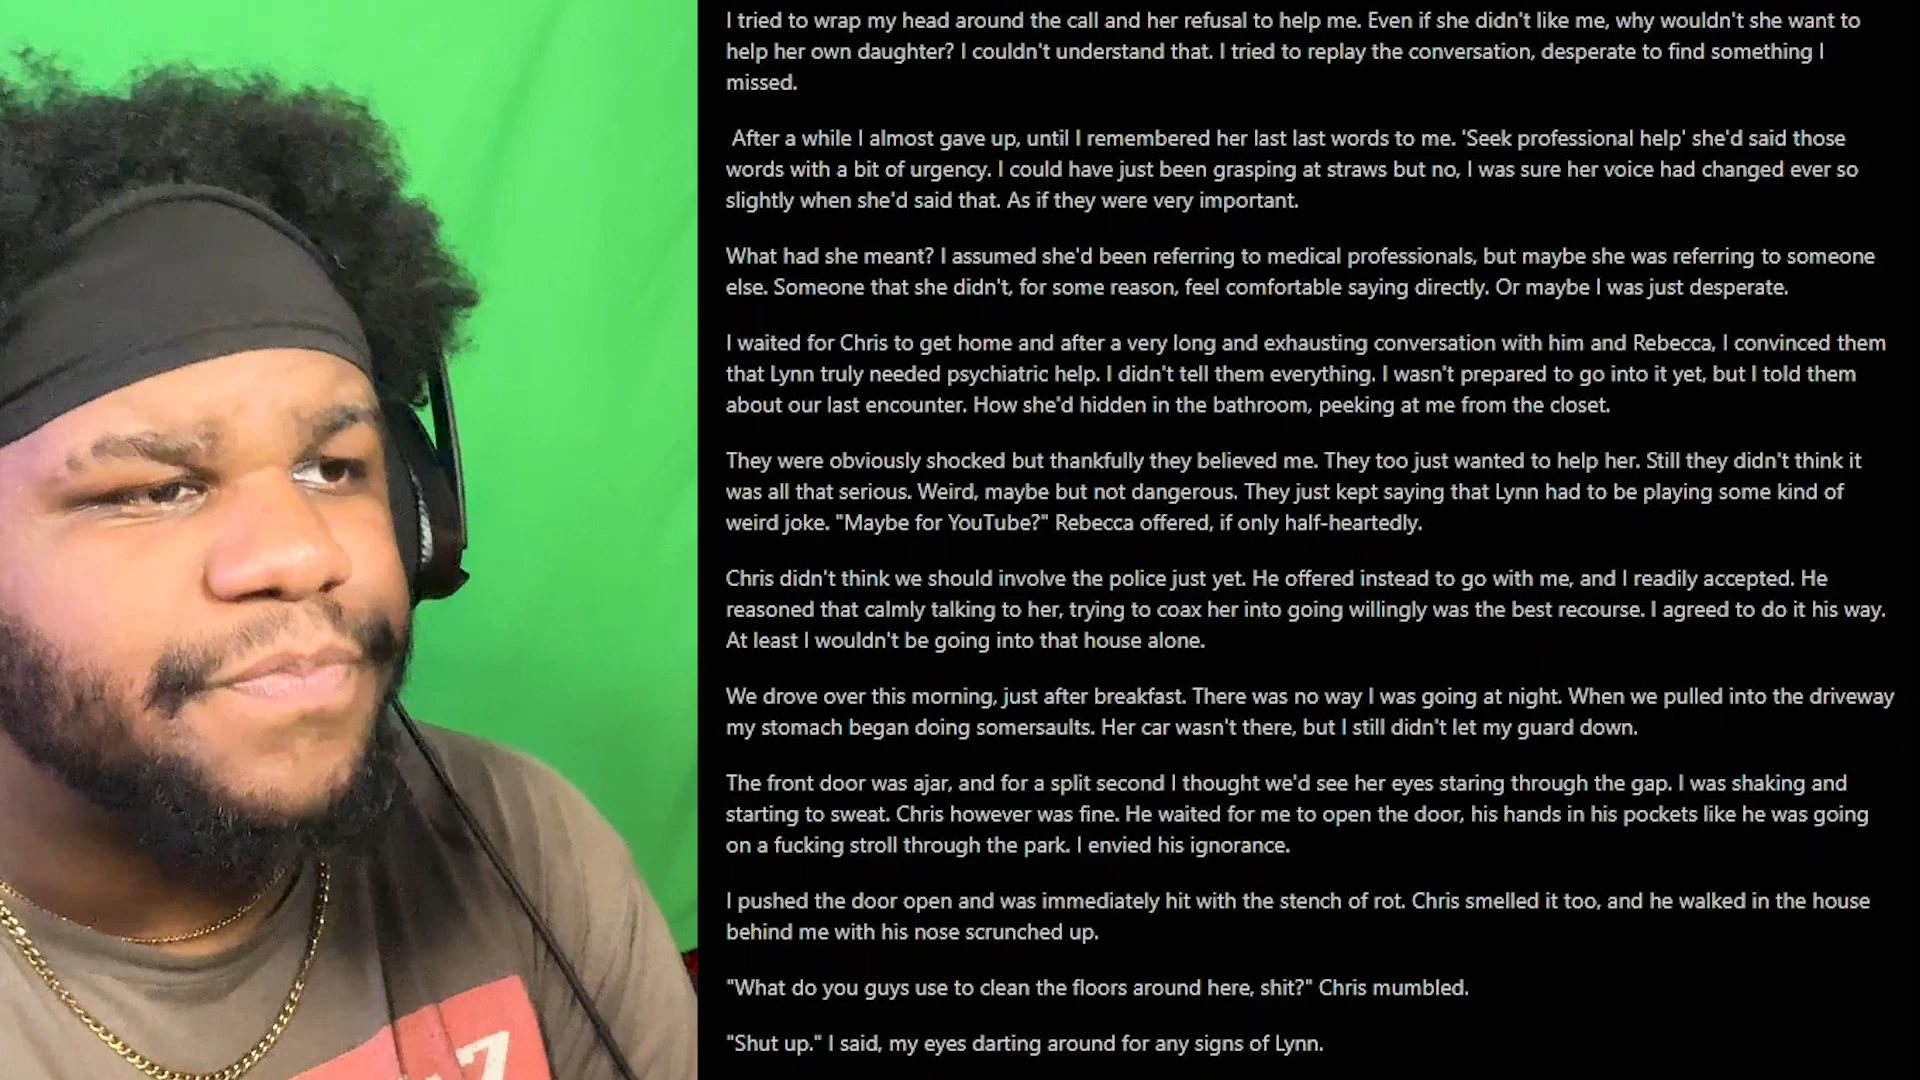 I tried to wrap my head around the call and her refusal to help me. Even if she didn't like me, why wouldn't she want to
help her own daughter? I couldn't understand that. I tried to replay the conversation, desperate to find something I
missed.
After a while I almost gave up, until I remembered her last last words to me. 'Seek professional help' she'd said those
words with a bit of urgency. I could have just been grasping at straws but no, I was sure her voice had changed ever so
slightly when she'd said that. As if they were very important.
What had she meant? I assumed she'd been referring to medical professionals, but maybe she was referring to someone
else. Someone that she didn't, for some reason, feel comfortable saying directly. Or maybe I was just desperate.
I waited for Chris to get home and after a very long and exhausting conversation with him and Rebecca, I convinced them
that Lynn truly needed psychiatric help. I didn't tell them everything. I wasn't prepared to go into it yet, but I told them
about our last encounter. How she'd hidden in the bathroom, peeking at me from the closet.
They were obviously shocked but thankfully they believed me. They too just wanted to help her. Still they didn't think it
was all that serious. Weird, maybe but not dangerous. They just kept saying that Lynn had to be playing some kind of
weird joke. "Maybe for YouTube?" Rebecca offered, if only half-heartedly.
Chris didn't think we should involve the police just yet. He offered instead to go with me, and I readily accepted. He
reasoned that calmly talking to her, trying to coax her into going willingly was the best recourse. I agreed to do it his way.
At least I wouldn't be going into that house alone.
We drove over this morning, just after breakfast. There was no way I was going at night. When we pulled into the driveway
my stomach began doing somersaults. Her car wasn't there, but I still didn't let my guard down.
The front door was ajar, and for a split second I thought we'd see her eyes staring through the gap. I was shaking and
starting to sweat. Chris however was fine. He waited for me to open the door, his hands in his pockets like he was going
on a fucking stroll through the park. I envied his ignorance.
I pushed the door open and was immediately hit with the stench of rot. Chris smelled it too, and he walked in the house
behind me with his nose scrunched up.
"What do you guys use to clean the floors around here, shit?" Chris mumbled.
"Shut up." I said, my eyes darting around for any signs of Lynn.